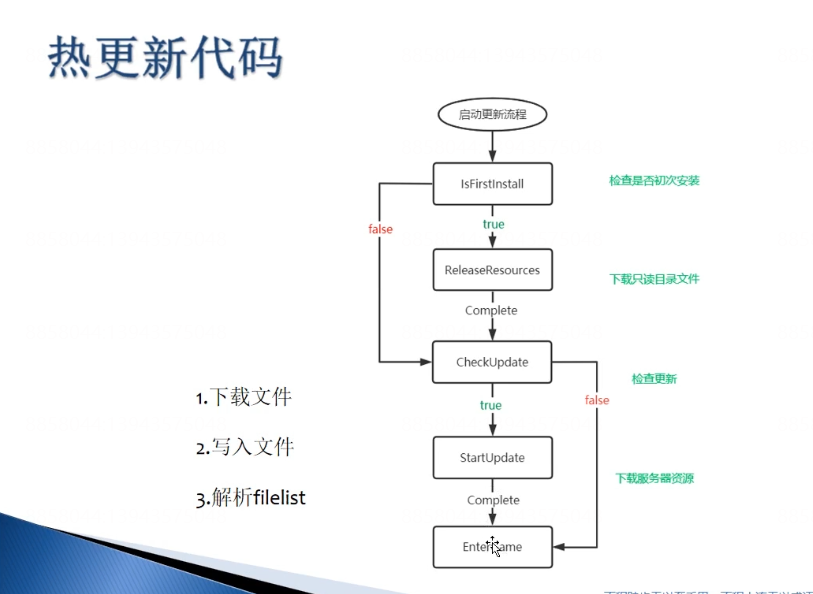 热更新代码
启动更新流程
IsFirstInstall
检查是否初次安装
false
true
ReleaseResources
下载只读目录文件
Complete
CheckUpdate
检查更新
1.下载文件
true
false
2.写入文件
StartUpdate
下载服务器资源
3.解析filelist
Complete